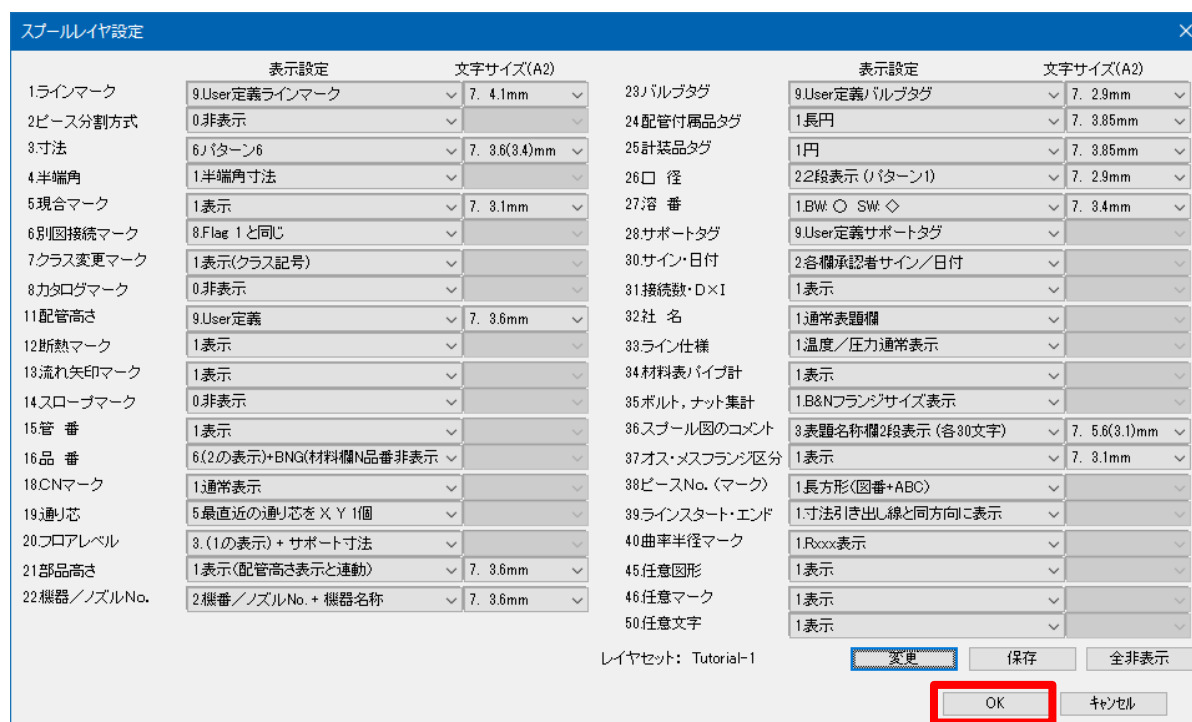 スプールレイヤ設定
表示設定 文字サイズ(A2)
1.ラインマーク 9.User定義ラインマーク 7. 4.1mm
2ピース分割方式 0.非表示
3.寸法 6.パターン6 7. 3.6(3.4)mm
4.半端角 1.半端角寸法
5.現合マーク 1.表示 7. 3.1mm
6.別図接続マーク 8.Flag 1 と同じ
7.クラス変更マーク 1.表示(クラス記号)
8.カタログマーク 0.非表示
11配管高さ 9.User定義 7. 3.6mm
12断熱マーク 1.表示
13.流れ矢印マーク 1.表示
14.スロープマーク 0.非表示
15.管 番 1.表示
16.品 番 6.(2.の表示)+BNG(材料欄N品番非表示
18.CNマーク 1.通常表示
19.通り芯 5.最直近の通り芯を X, Y 1個
20.フロアレベル 3. (1.の表示) + サポート寸法
21部品高さ 1.表示(配管高さ表示と連動) 7. 3.6mm
22.機器/ノズルNo. 2.機番/ノズルNo. + 機器名称 7. 3.6mm
表示設定 文字サイズ(A2)
23.バルブタグ 9.User定義バルブタグ 7. 2.9mm
24.配管付属品タグ 1.長円 7. 3.85mm
25計装品タグ 1.円 7. 3.85mm
26.口 径 2.2段表示 (パターン1) 7. 2.9mm
27.溶 番 1.BW: ○ SW: ◇ 7. 3.4mm
28.サポートタグ 9.User定義サポートタグ
30.サイン・日付 2.各欄承認者サイン/日付
31.接続数・D×I 1.表示
32.社 名 1.通常表題欄
33.ライン仕様 1.温度/圧力通常表示
34.材料表パイプ計 1.表示
35.ボルト, ナット集計 1.B&Nフランジサイズ表示
36.スプール図のコメント 3.表題名称欄2段表示 (各30文字) 7. 5.6(3.1)mm
37.オス・メスフランジ区分 1.表示 7. 3.1mm
38ピースNo. (マーク) 1.長方形(図番+ABC)
39.ラインスタート・エンド 1.寸法引き出し線と同方向に表示
40.曲率半径マーク 1.Rxxx表示
45.任意図形 1.表示
46.任意マーク 1.表示
50.任意文字 1.表示
レイヤセット: Tutorial-1 変更 保存 全非表示
OK キャンセル